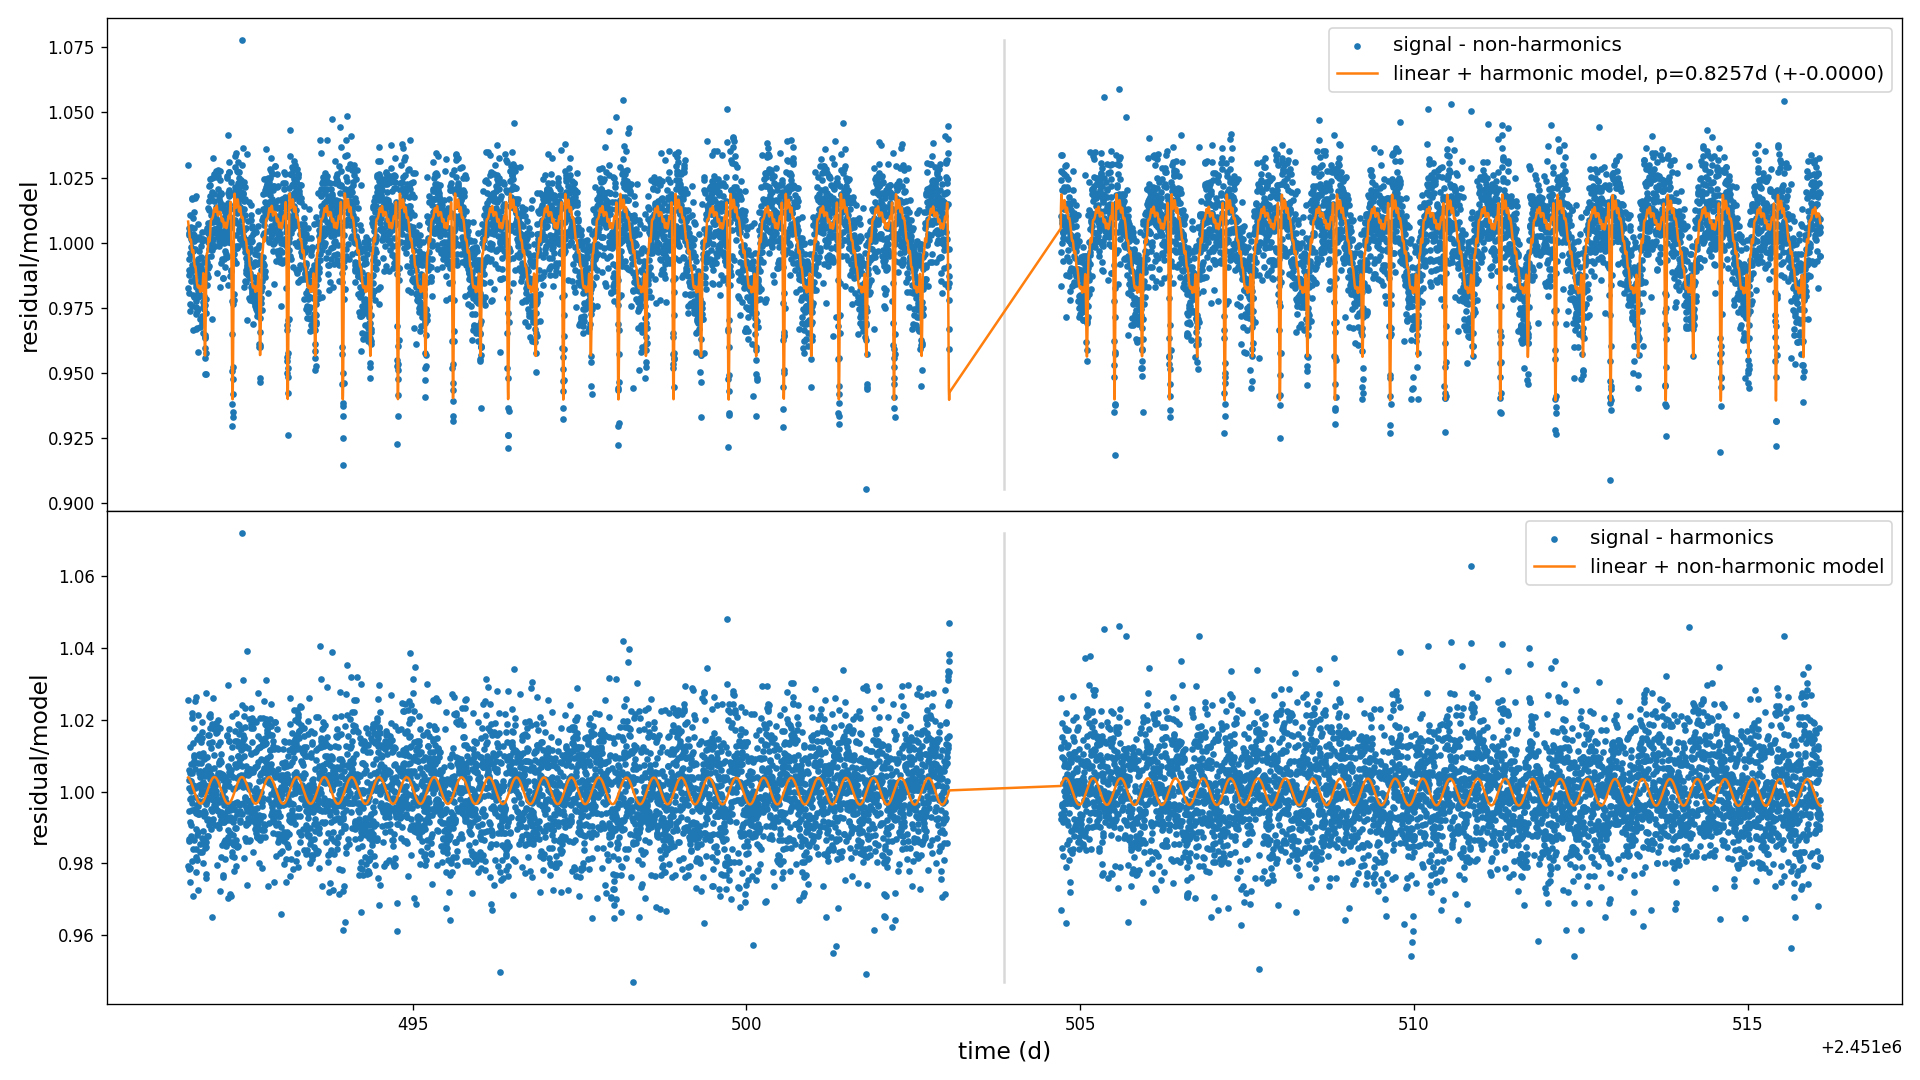 signal - non-harmonics
linear + harmonic model, p=0.8257d (+-0.0000)
residual/model
1.075
1.050
1.025
1.000
0.975
0.950
0.925
0.900
signal - harmonics
linear + non-harmonic model
residual/model
1.06
1.04
1.02
1.00
0.98
0.96
495
500
505
510
515
time (d)
+2.451e6